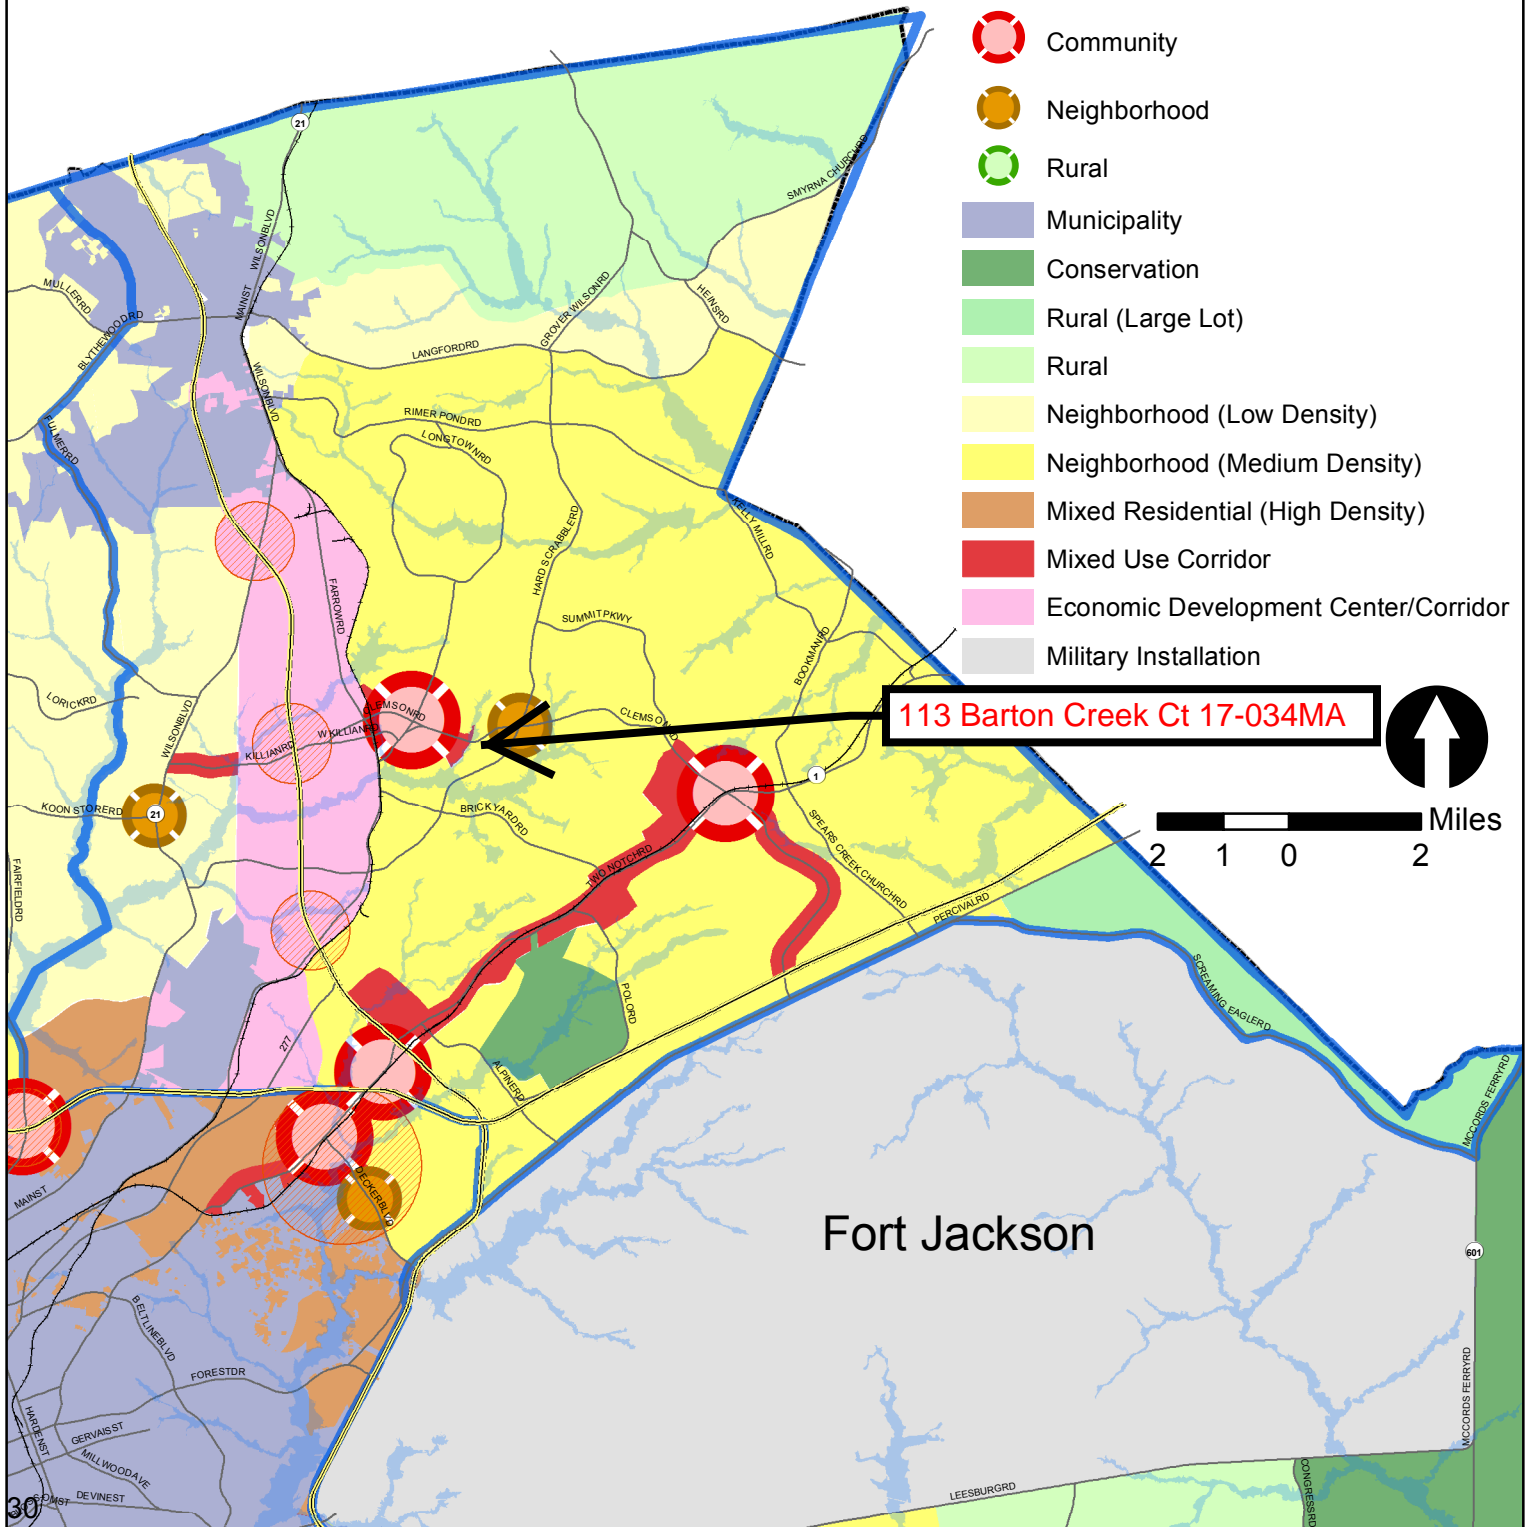 Community
Neighborhood
Rural
Municipality
Conservation
Rural (Large Lot)
Rural
Neighborhood (Low Density)
Neighborhood (Medium Density)
Mixed Residential (High Density)
Mixed Use Corridor
Economic Development Center/Corridor
Military Installation
113 Barton Creek Ct 17-034MA
Miles
2 1 0 2
21
SMYRNA CHURCHRD
WILSONBLVD
MULLERRD
MAINST
BLYTHEWOODRD
GROVER WILSONRD
HEINSRD
LANGFORDRD
WILSONBLVD
RIMER PONDRD
LONGTOWNRD
FULMERRD
KELLY MILLRD
HARD SCRABBLERD
FARROWRD
SUMMITPKWY
BOOKMANRD
LORICKRD
WILSONBLVD
CLEMSONRD
W KILLIANRD
KILLIANRD
CLEMSONRD
KOON STORERD
21
1
BRICKYARDRD
SPEARS CREEK CHURCHRD
TWO NOTCHRD
FAIRFIELDRD
PERCIVALRD
SCREAMING EAGLERD
POLORD
277
ALPINERD
MCCORDS FERRYRD
MAINST
DECKERBLVD
Fort Jackson
601
BELTLINEBLVD
FORESTDR
HARDENST
GERVAISST
MILLWOODAVE
MCCORDS FERRYRD
DEVINEST
LEESBURGRD
CONGRESSRD
30